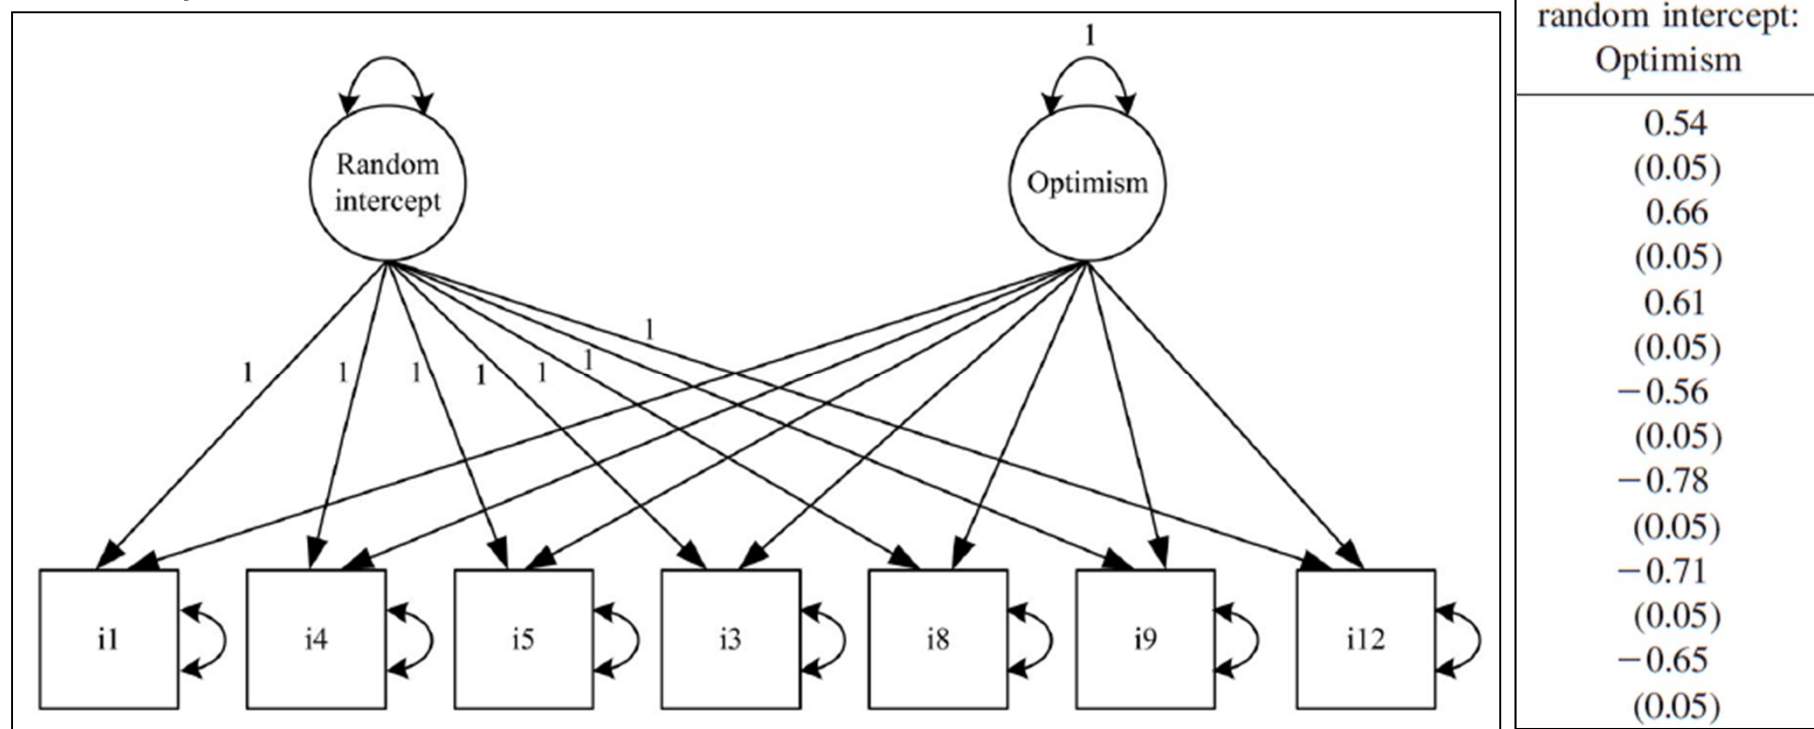 1
Random
intercept
Optimism
1
1
1
1
1
1
1
i1
i4
i5
i3
i8
i9
i12
random intercept:
Optimism
0.54
(0.05)
0.66
(0.05)
0.61
(0.05)
−0.56
(0.05)
−0.78
(0.05)
−0.71
(0.05)
−0.65
(0.05)